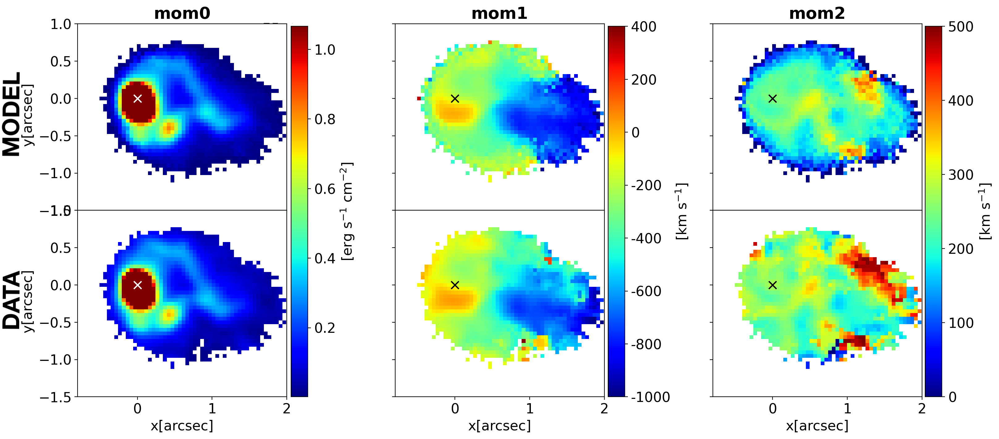 mom0 mom1 mom2
MODEL
y[arcsec]
1.0
0.5
0.0
−0.5
−1.0
DATA
y[arcsec]
0.5
0.0
−0.5
−1.0
−1.5
0 1 2
x[arcsec]
1.0
0.8
0.6
0.4
0.2
[erg s⁻¹ cm⁻²]
0 1 2
x[arcsec]
400
200
0
-200
-400
-600
-800
-1000
[km s⁻¹]
0 1 2
x[arcsec]
500
400
300
200
100
0
[km s⁻¹]